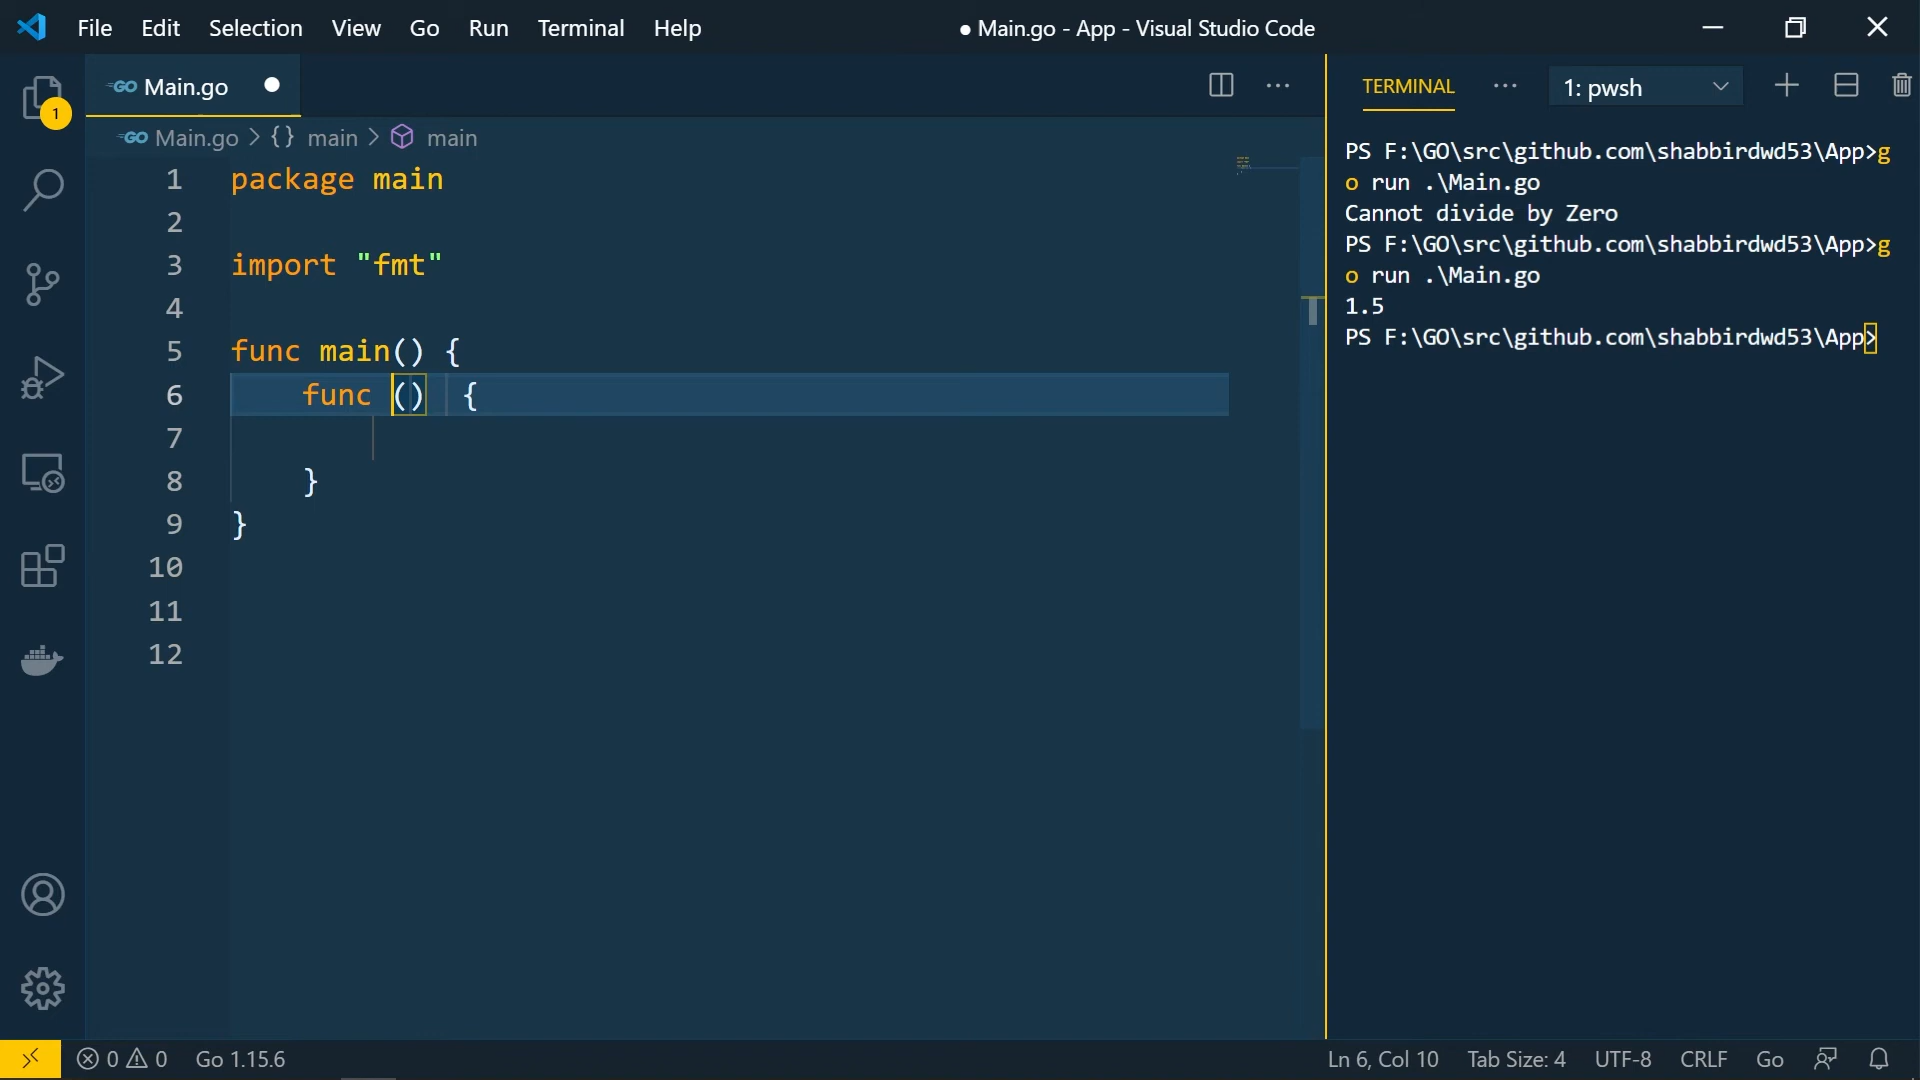 File Edit Selection View Go Run Terminal Help
● Main.go - App - Visual Studio Code
1
GO Main.go
GO Main.go > {} main > main
1 package main
2
3 import "fmt"
4
5 func main() {
6 func () {
7
8 }
9 }
10
11
12
TERMINAL ··· 1: pwsh
PS F:\GO\src\github.com\shabbirdwd53\App>g
o run .\Main.go
Cannot divide by Zero
PS F:\GO\src\github.com\shabbirdwd53\App>g
o run .\Main.go
1.5
PS F:\GO\src\github.com\shabbirdwd53\App>
0 0 Go 1.15.6
Ln 6, Col 10 Tab Size: 4 UTF-8 CRLF Go